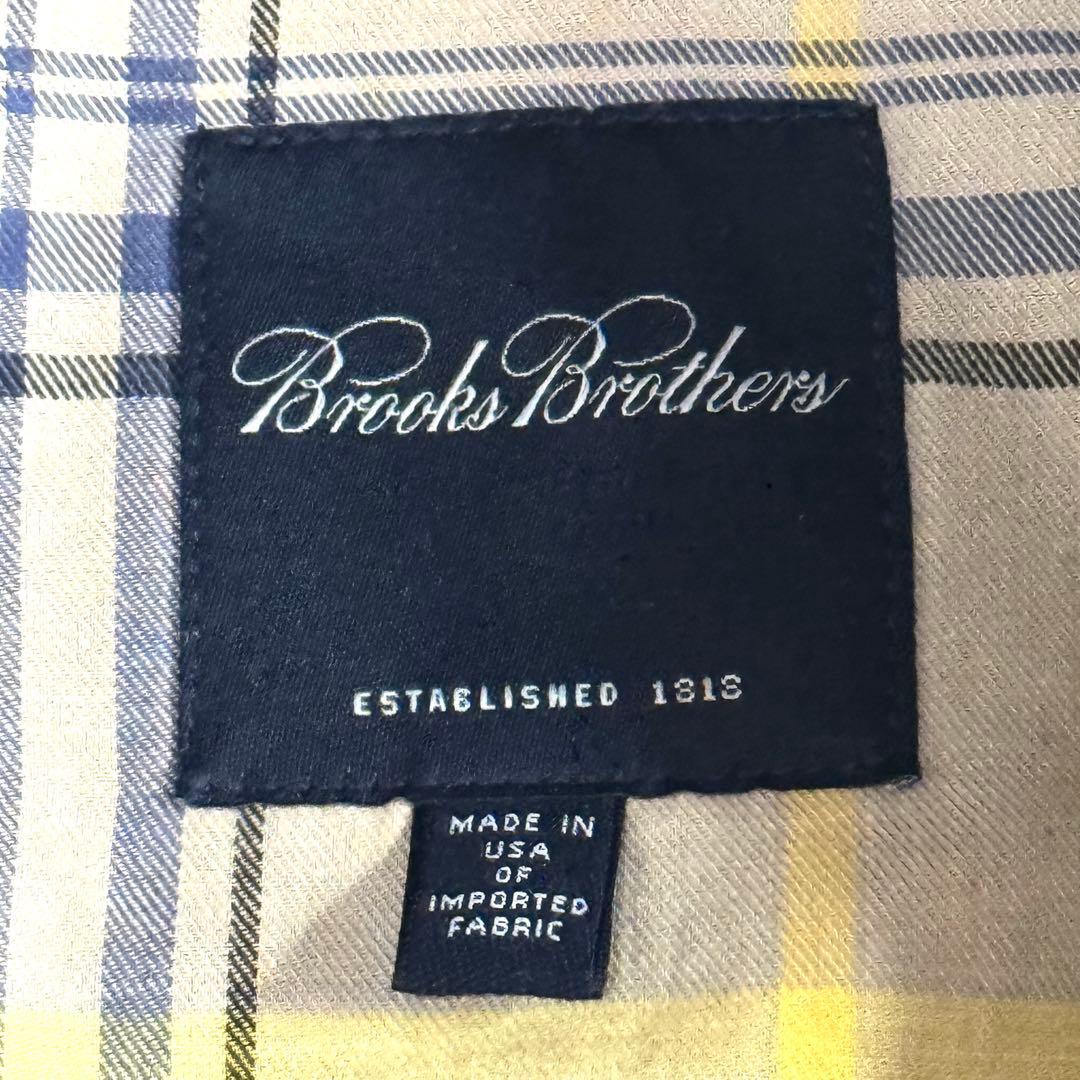 Brooks Brothers
ESTABLISHED 1818
MADE IN
USA
OF
IMPORTED
FABRIC